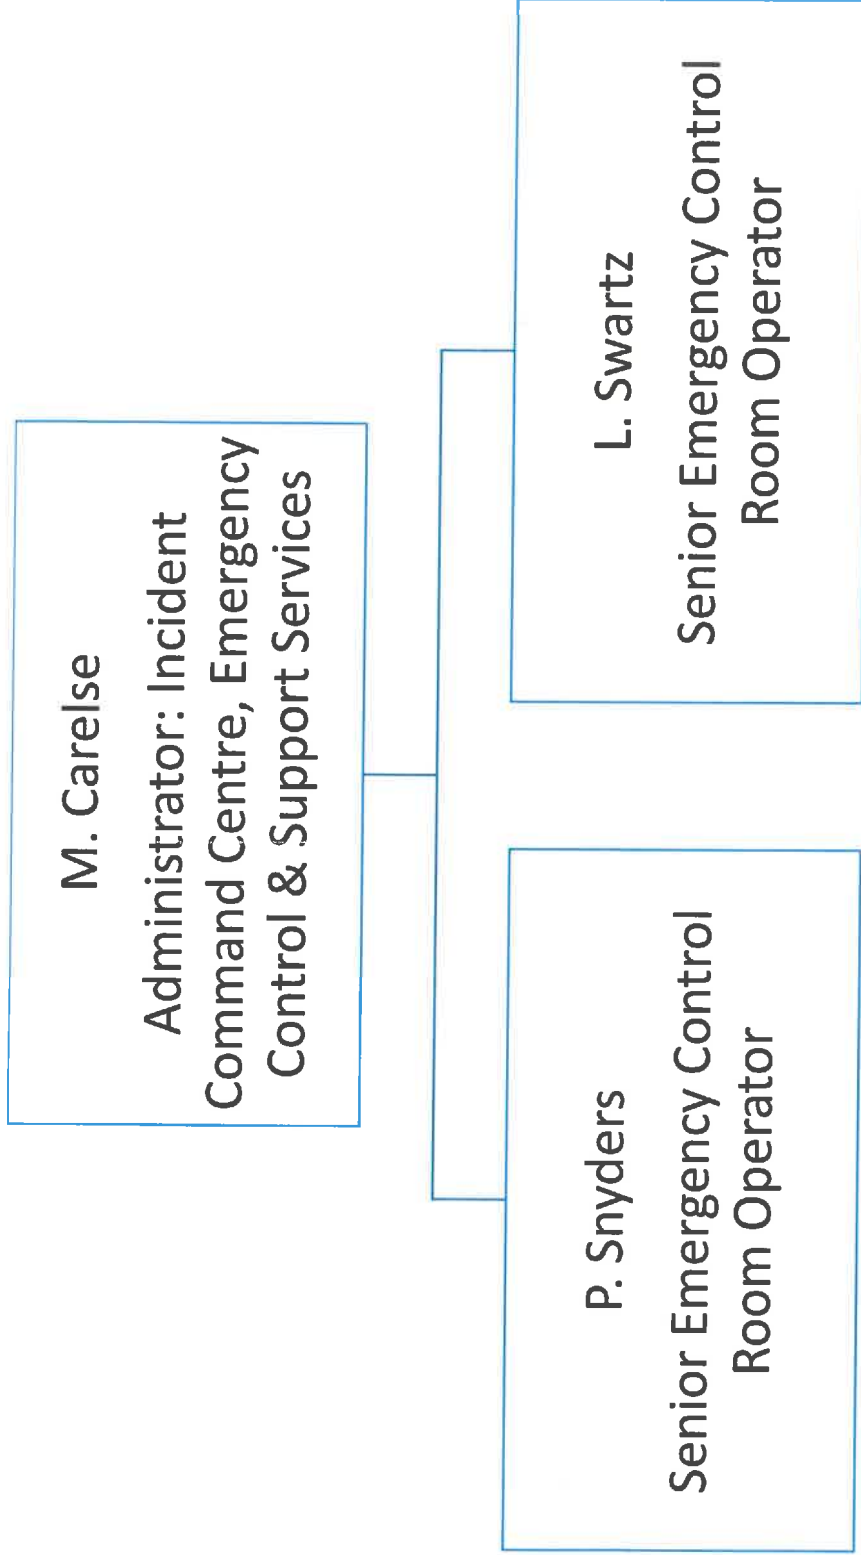 M. Carelse
Administrator: Incident
Command Centre, Emergency
Control & Support Services
P. Snyders
Senior Emergency Control
Room Operator
L. Swartz
Senior Emergency Control
Room Operator